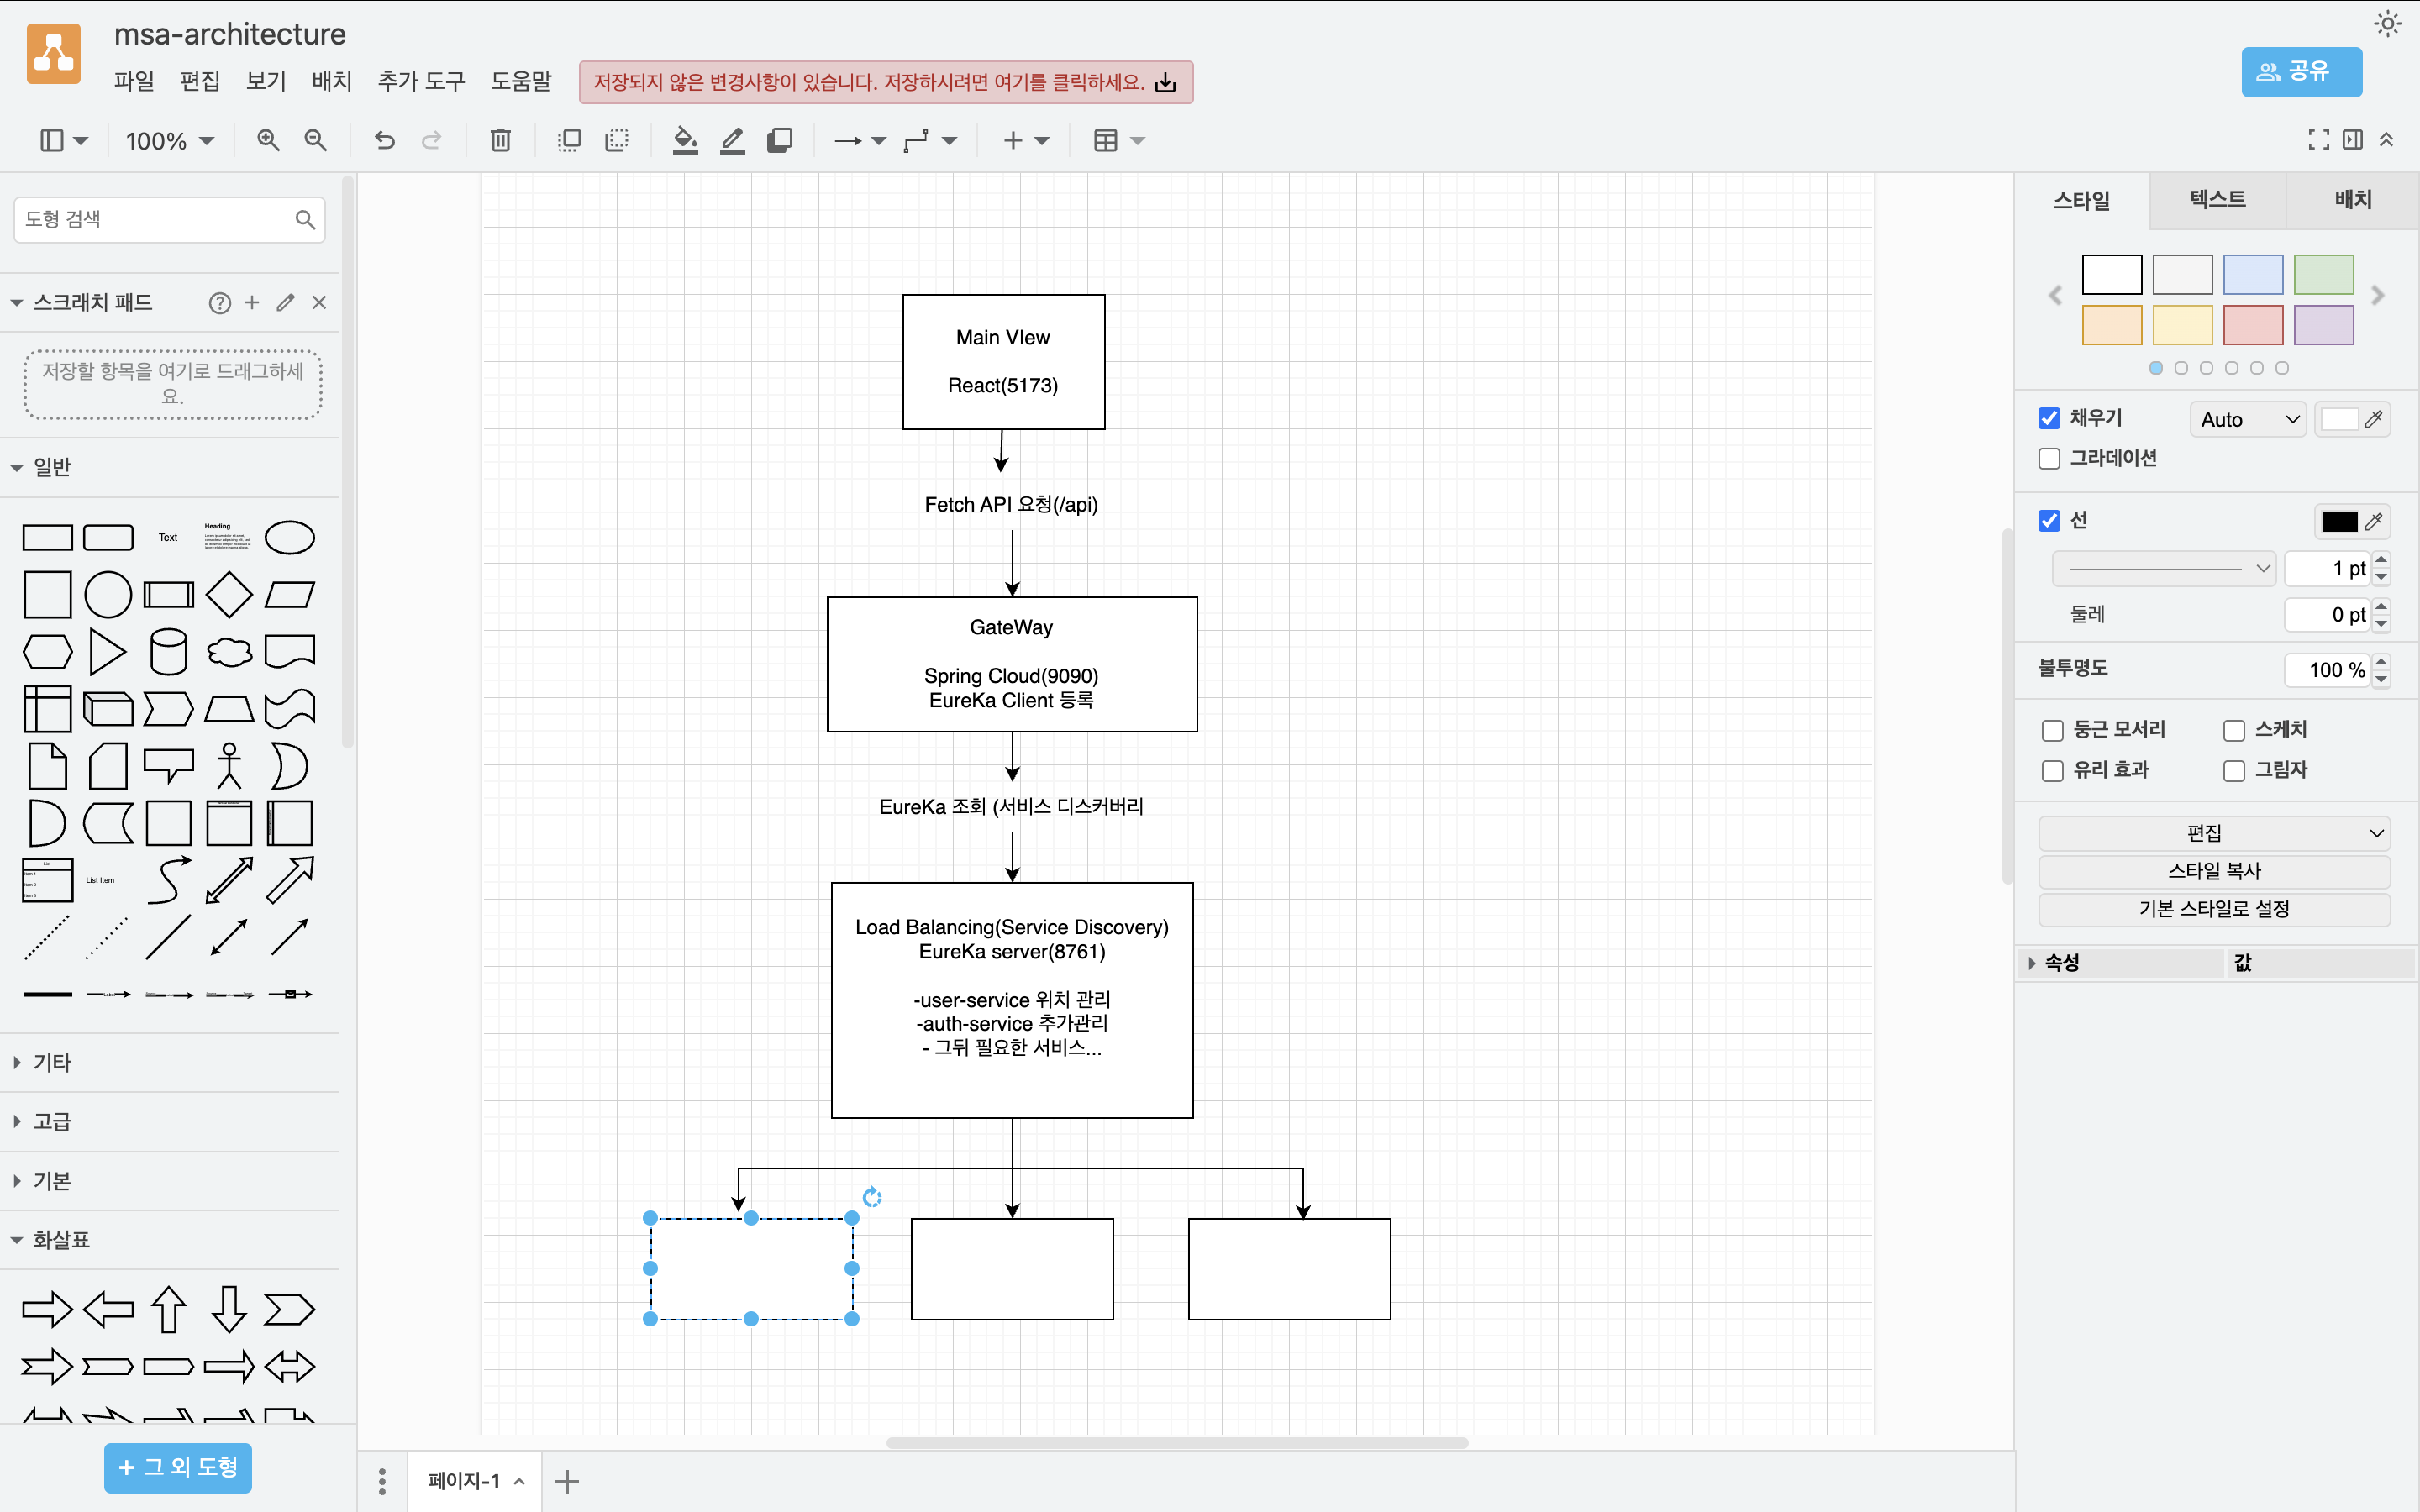 msa-architecture
파일 편집 보기 배치 추가 도구 도움말
저장되지 않은 변경사항이 있습니다. 저장하시려면 여기를 클릭하세요.
공유
100%
도형 검색
스크래치 패드
저장할 항목을 여기로 드래그하세
요.
일반
Text
Heading
List
Item 1
Item 2
Item 3
List Item
Label
기타
고급
기본
화살표
+ 그 외 도형
Main VIew
React(5173)
Fetch API 요청(/api)
GateWay
Spring Cloud(9090)
EureKa Client 등록
EureKa 조회 (서비스 디스커버리
Load Balancing(Service Discovery)
EureKa server(8761)
-user-service 위치 관리
-auth-service 추가관리
- 그뒤 필요한 서비스...
페이지-1
스타일 텍스트 배치
채우기 Auto
그라데이션
선
1 pt
둘레 0 pt
불투명도 100 %
둥근 모서리 스케치
유리 효과 그림자
편집
스타일 복사
기본 스타일로 설정
속성 값